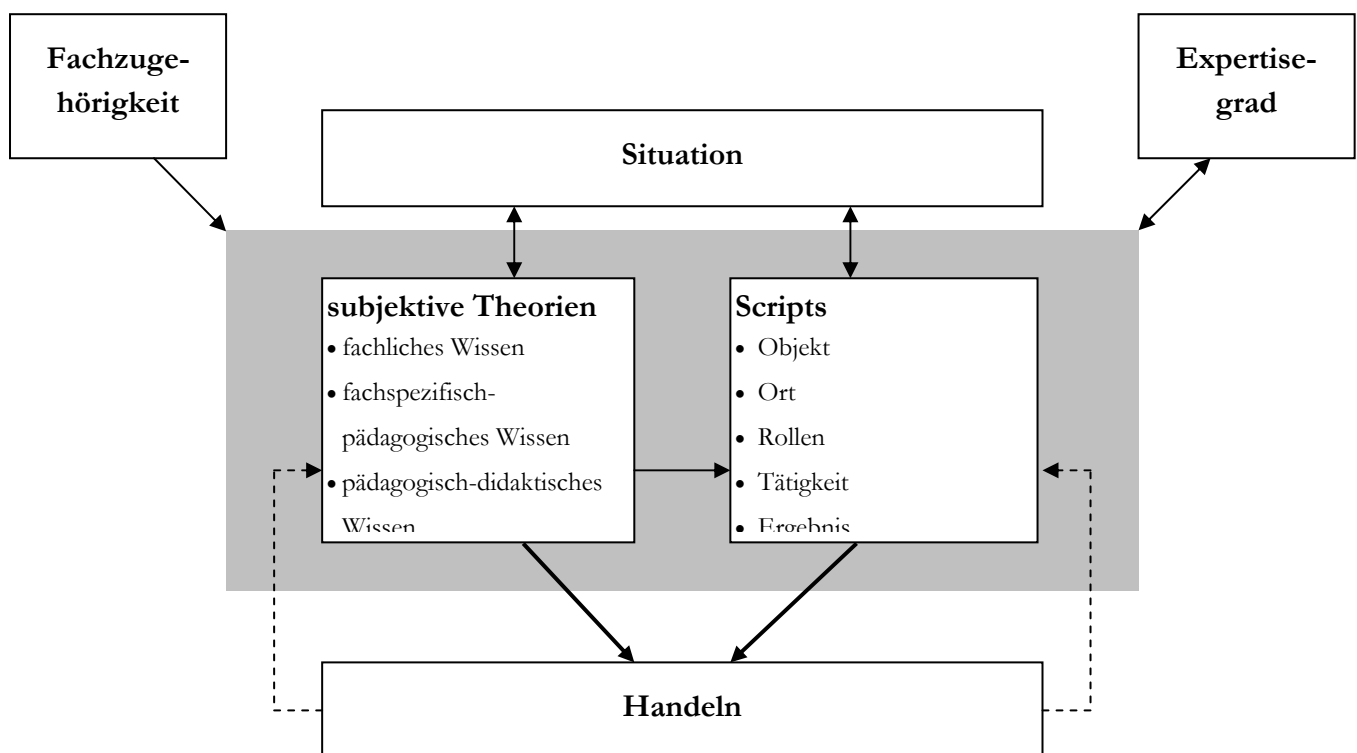 Fachzuge-
hörigkeit
Expertise-
grad
Situation
subjektive Theorien
• fachliches Wissen
• fachspezifisch-
pädagogisches Wissen
• pädagogisch-didaktisches
Wissen
Scripts
• Objekt
• Ort
• Rollen
• Tätigkeit
• Ergebnis
Handeln